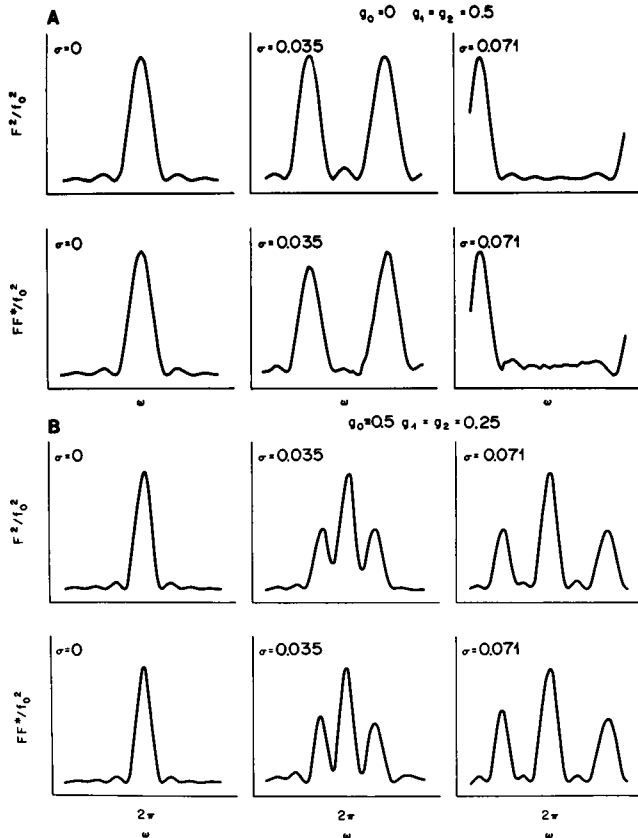 A
g₀=0 g₁=g₂=0.5
σ=0
σ=0.035
σ=0.071
F²/f₀²
σ=0
σ=0.035
σ=0.071
FF*/f₀²
ω
ω
ω
B
g₀=0.5 g₁=g₂=0.25
σ=0
σ=0.035
σ=0.071
F²/f₀²
σ=0
σ=0.035
σ=0.071
FF*/f₀²
2π
2π
2π
ω
ω
ω